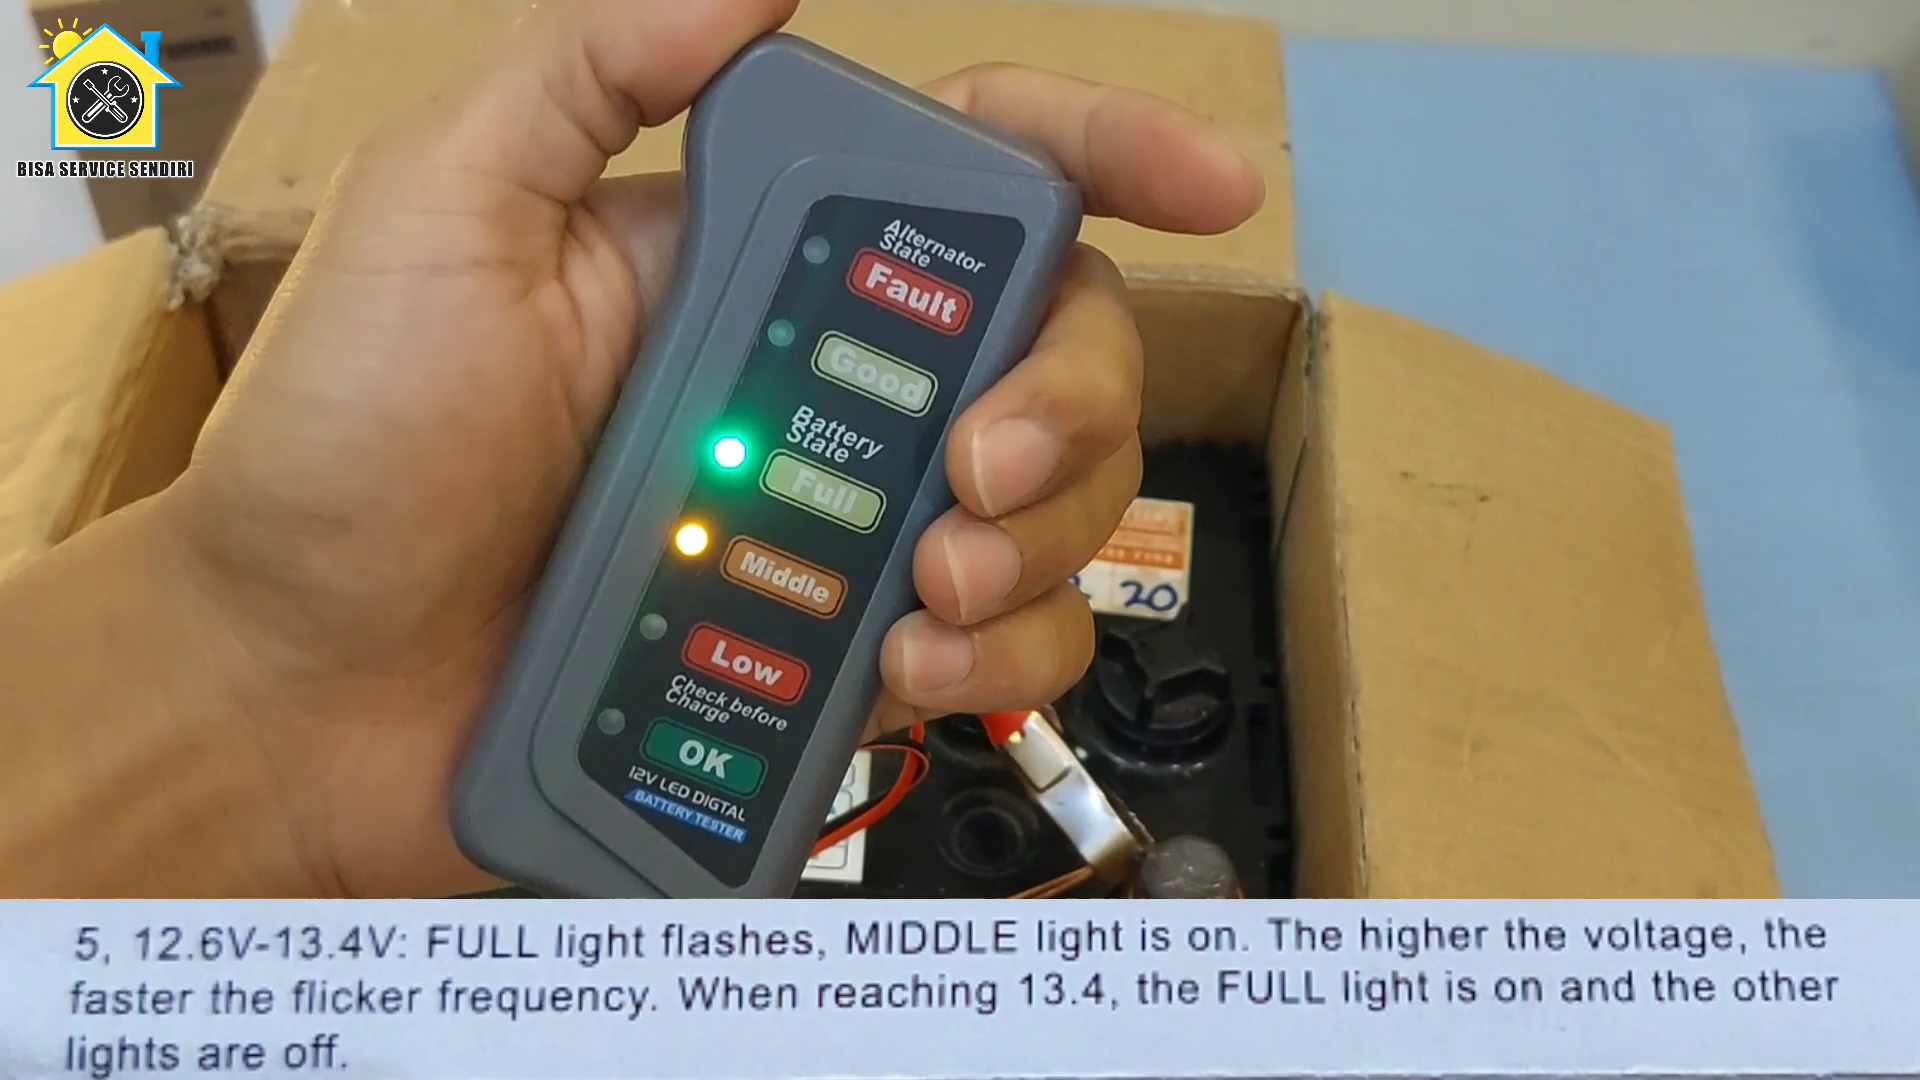 BISA SERVICE SENDIRI
Alternator
State
Fault
Good
Battery
State
Full
Middle
Low
Check before
Charge
OK
12V LED DIGTAL
BATTERY TESTER
20
5, 12.6V-13.4V: FULL light flashes, MIDDLE light is on. The higher the voltage, the
faster the flicker frequency. When reaching 13.4, the FULL light is on and the other
lights are off.